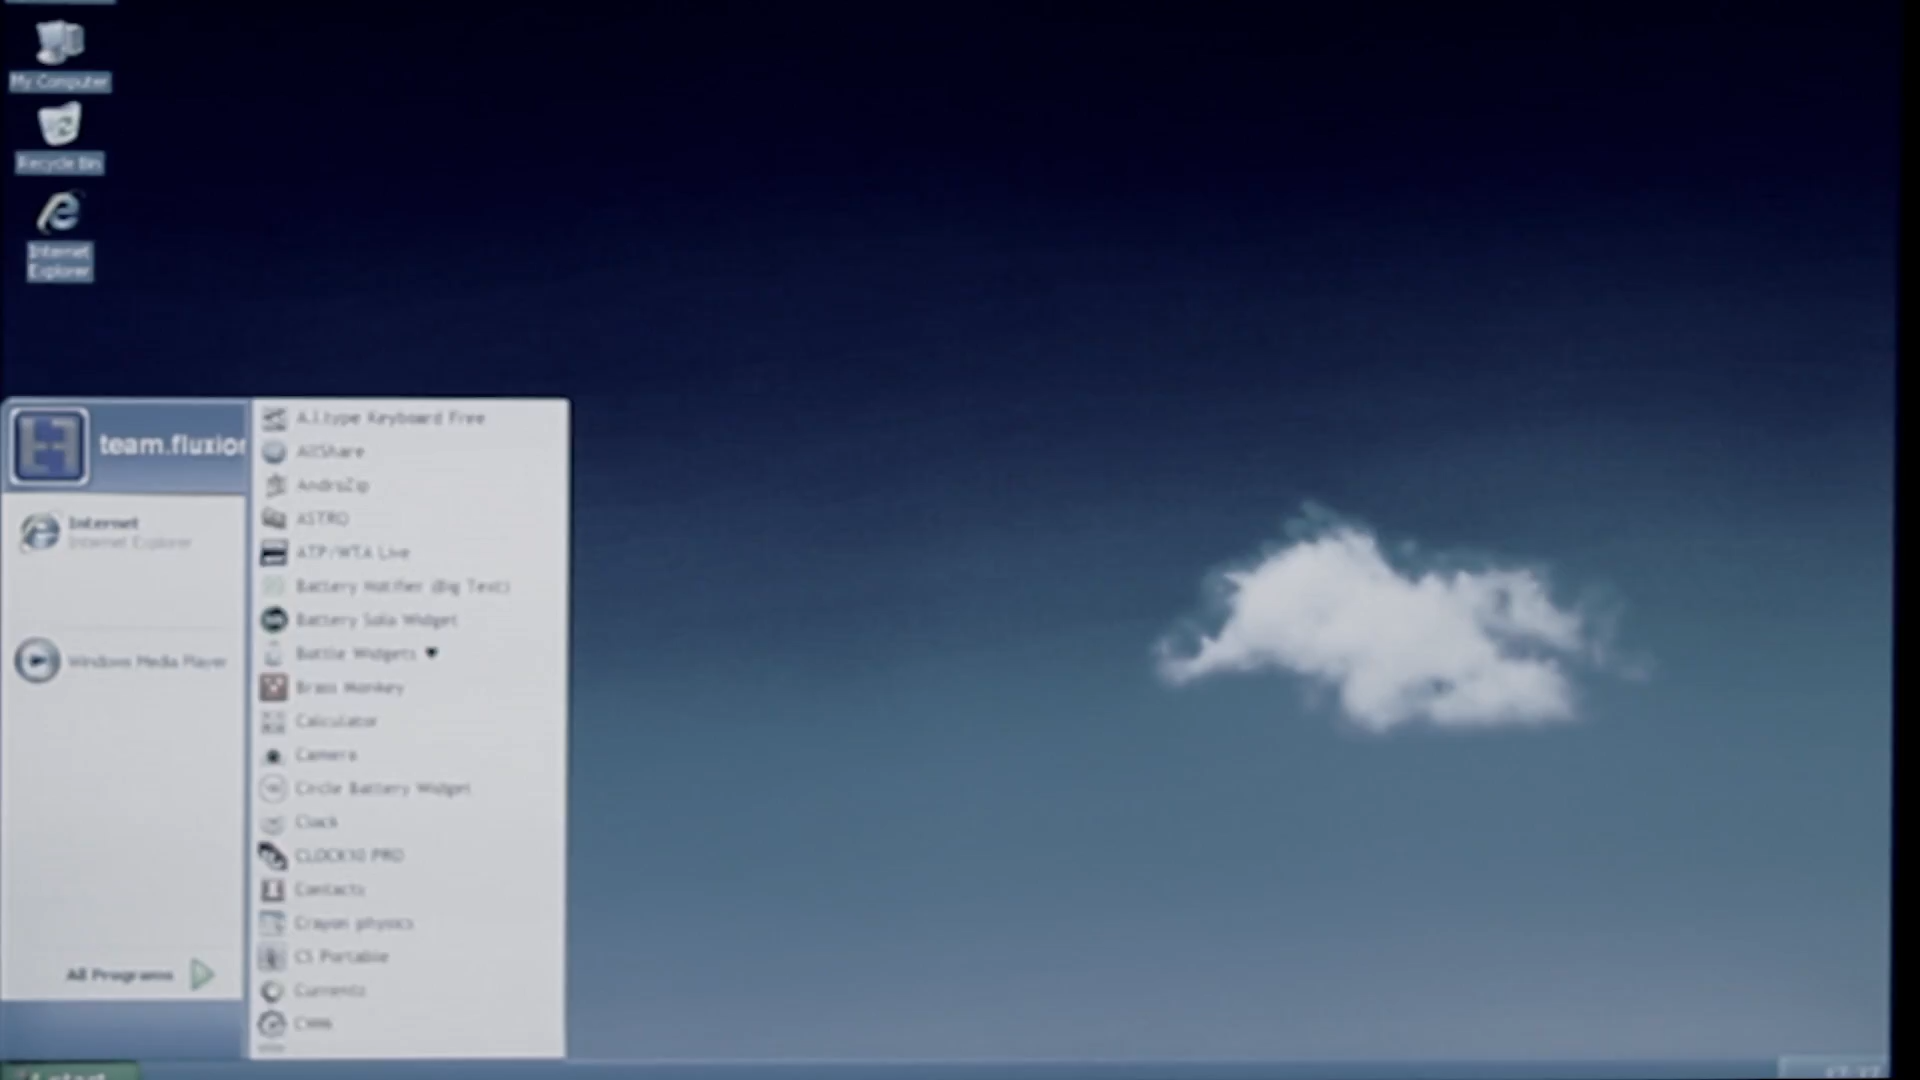 My Computer
Recycle Bin
Internet
Explorer
team.fluxion
Internet
Internet Explorer
Windows Media Player
All Programs
A.I.type Keyboard Free
AllShare
AndroZip
ASTRO
ATP/WTA Live
Battery Notifier (Big Text)
Battery Solo Widget
Battle Widgets ♥
Brass Monkey
Calculator
Camera
Circle Battery Widget
Clock
CLOCK10 PRO
Contacts
Crayon physics
CS Portable
Currents
start